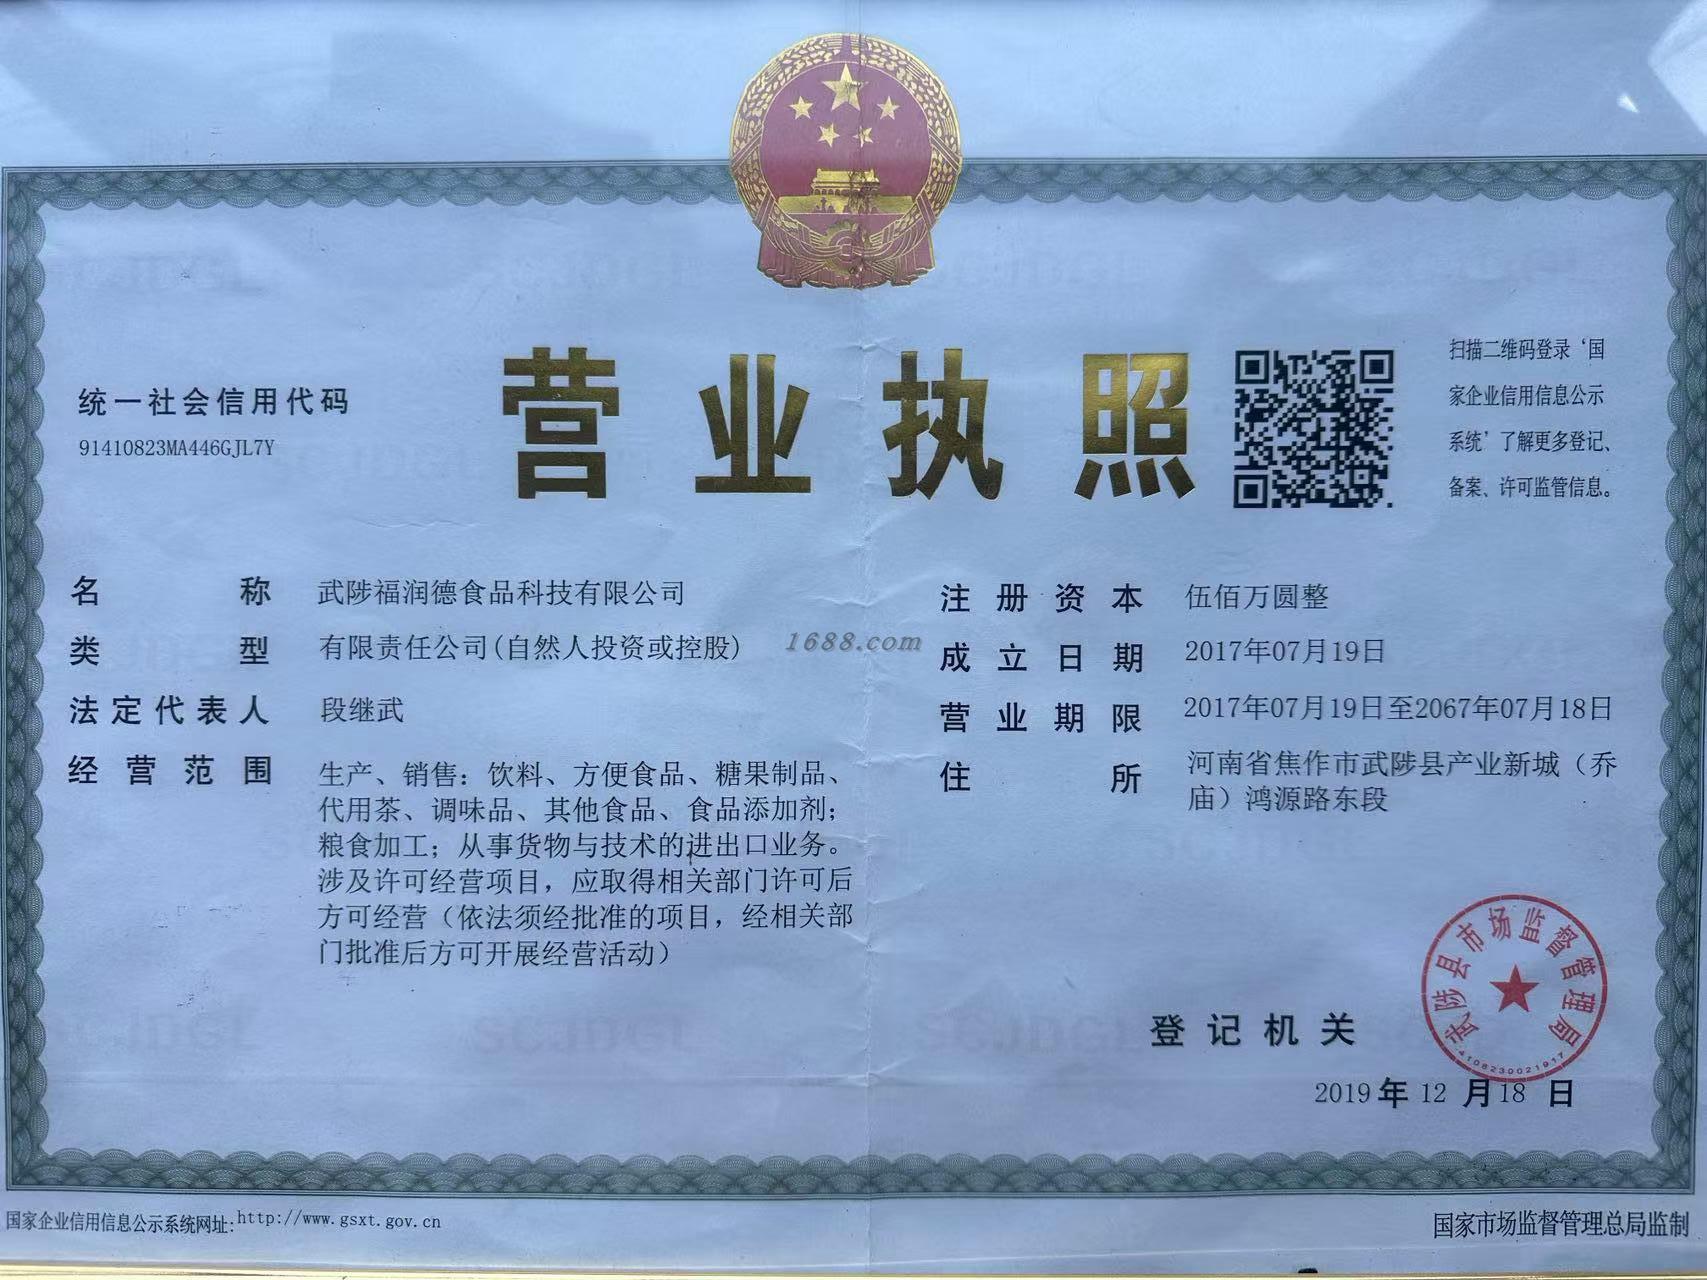 营业执照
统一社会信用代码
91410823MA446GJL7Y
扫描二维码登录‘国
家企业信用信息公示
系统’了解更多登记、
备案、许可监管信息。
名称 武陟福润德食品科技有限公司
类型 有限责任公司(自然人投资或控股)
法定代表人 段继武
经营范围 生产、销售：饮料、方便食品、糖果制品、
代用茶、调味品、其他食品、食品添加剂；
粮食加工；从事货物与技术的进出口业务。
涉及许可经营项目，应取得相关部门许可后
方可经营（依法须经批准的项目，经相关部
门批准后方可开展经营活动）
1688.com
注册资本 伍佰万圆整
成立日期 2017年07月19日
营业期限 2017年07月19日至2067年07月18日
住所 河南省焦作市武陟县产业新城（乔
庙）鸿源路东段
登记机关
武陟县市场监督管理局
4108230021917
2019年12月18日
国家企业信用信息公示系统网址:http://www.gsxt.gov.cn
国家市场监督管理总局监制